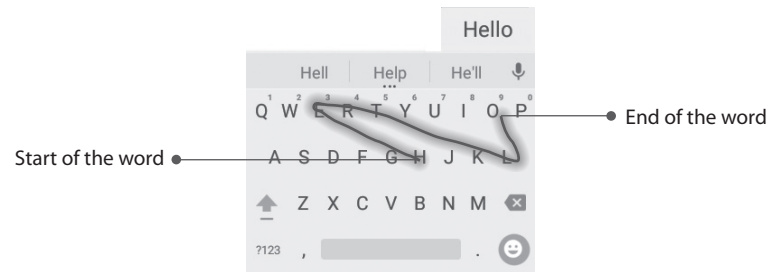 Hello
Hell Help He'll
1 2 3 4 5 6 7 8 9 0
Q W E R T Y U I O P
End of the word
Start of the word
A S D F G H J K L
Z X C V B N M
?123 , .